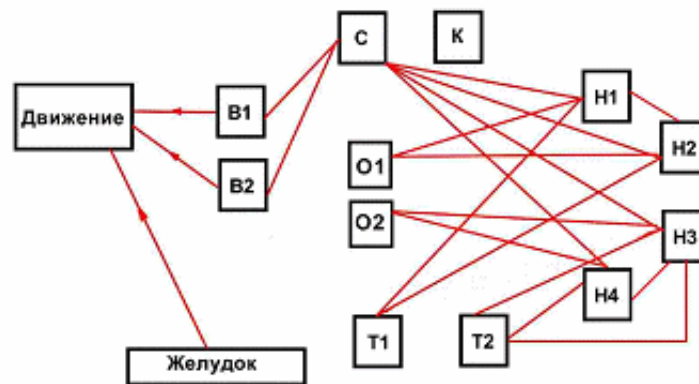 С
К
Движение
В1
Н1
Н2
В2
О1
О2
Н3
Н4
Т1
Т2
Желудок